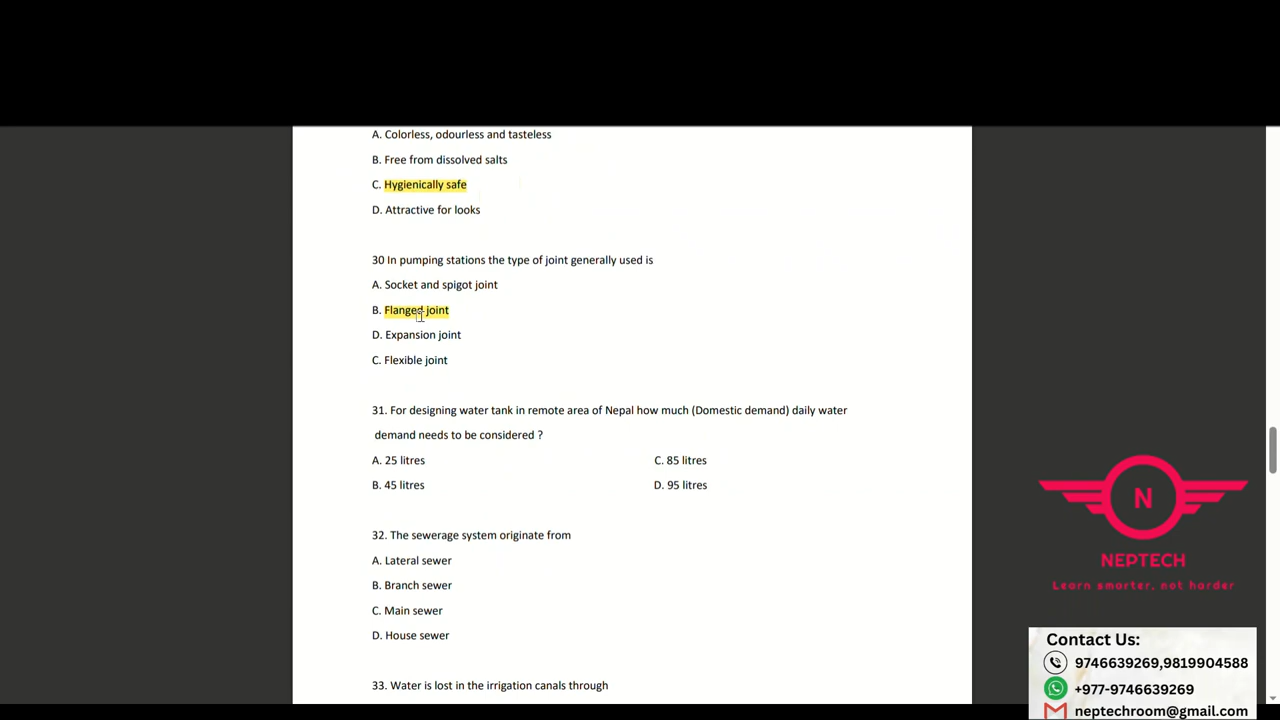 A. Colorless, odourless and tasteless
B. Free from dissolved salts
C. Hygienically safe
D. Attractive for looks
30 In pumping stations the type of joint generally used is
A. Socket and spigot joint
B. Flanged joint
D. Expansion joint
C. Flexible joint
31. For designing water tank in remote area of Nepal how much (Domestic demand) daily water
demand needs to be considered ?
A. 25 litres
C. 85 litres
B. 45 litres
D. 95 litres
32. The sewerage system originate from
A. Lateral sewer
B. Branch sewer
C. Main sewer
D. House sewer
33. Water is lost in the irrigation canals through
N
NEPTECH
Learn smarter, not harder
Contact Us:
9746639269,9819904588
+977-9746639269
neptechroom@gmail.com